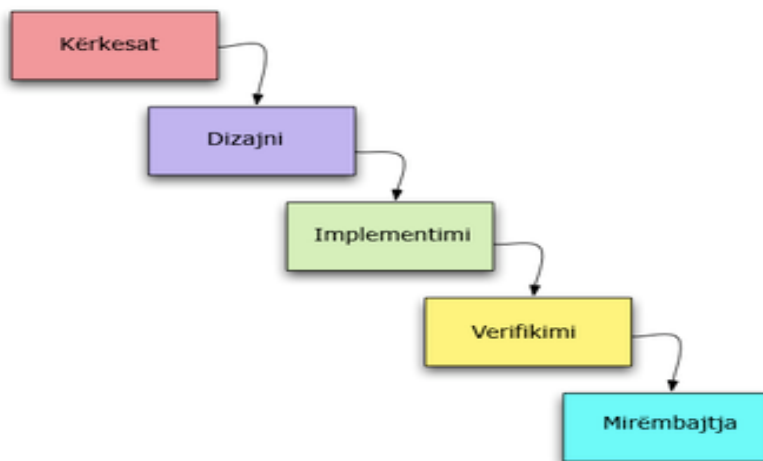 Kërkesat
Dizajni
Implementimi
Verifikimi
Mirëmbajtja